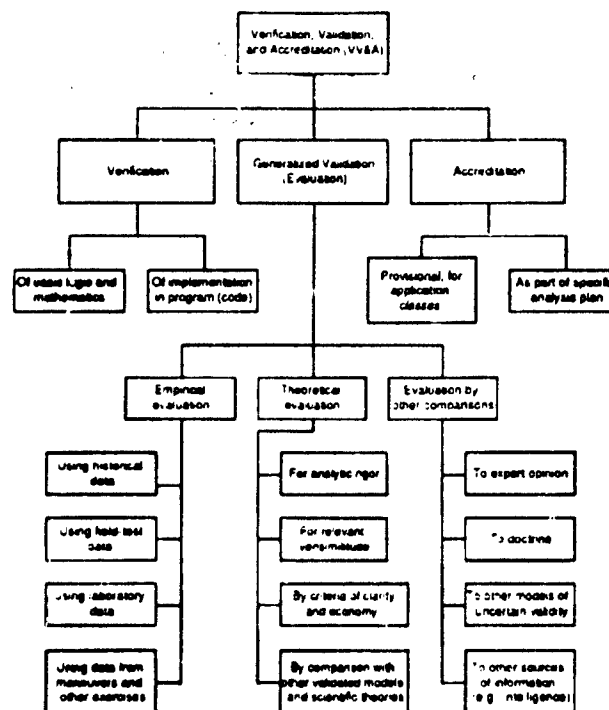 Verification, Validation,
and Accreditation (VV&A)
Verification
Generalized Validation
(Evaluation)
Accreditation
Of basic logic and
mathematics
Of implementation
in program (code)
Provisional, for
application
classes
As part of specific
analysis plan
Empirical
evaluation
Theoretical
evaluation
Evaluation by
other comparisons
Using historical
data
For analytic rigor
To expert opinion
Using field-test
data
For relevant
verisimilitude
To doctrine
Using laboratory
data
By criteria of clarity
and economy
To other models of
uncertain validity
Using data from
maneuvers and
other exercises
By comparison with
other validated models
and scientific theories
To other sources
of information
(e.g., intelligence)